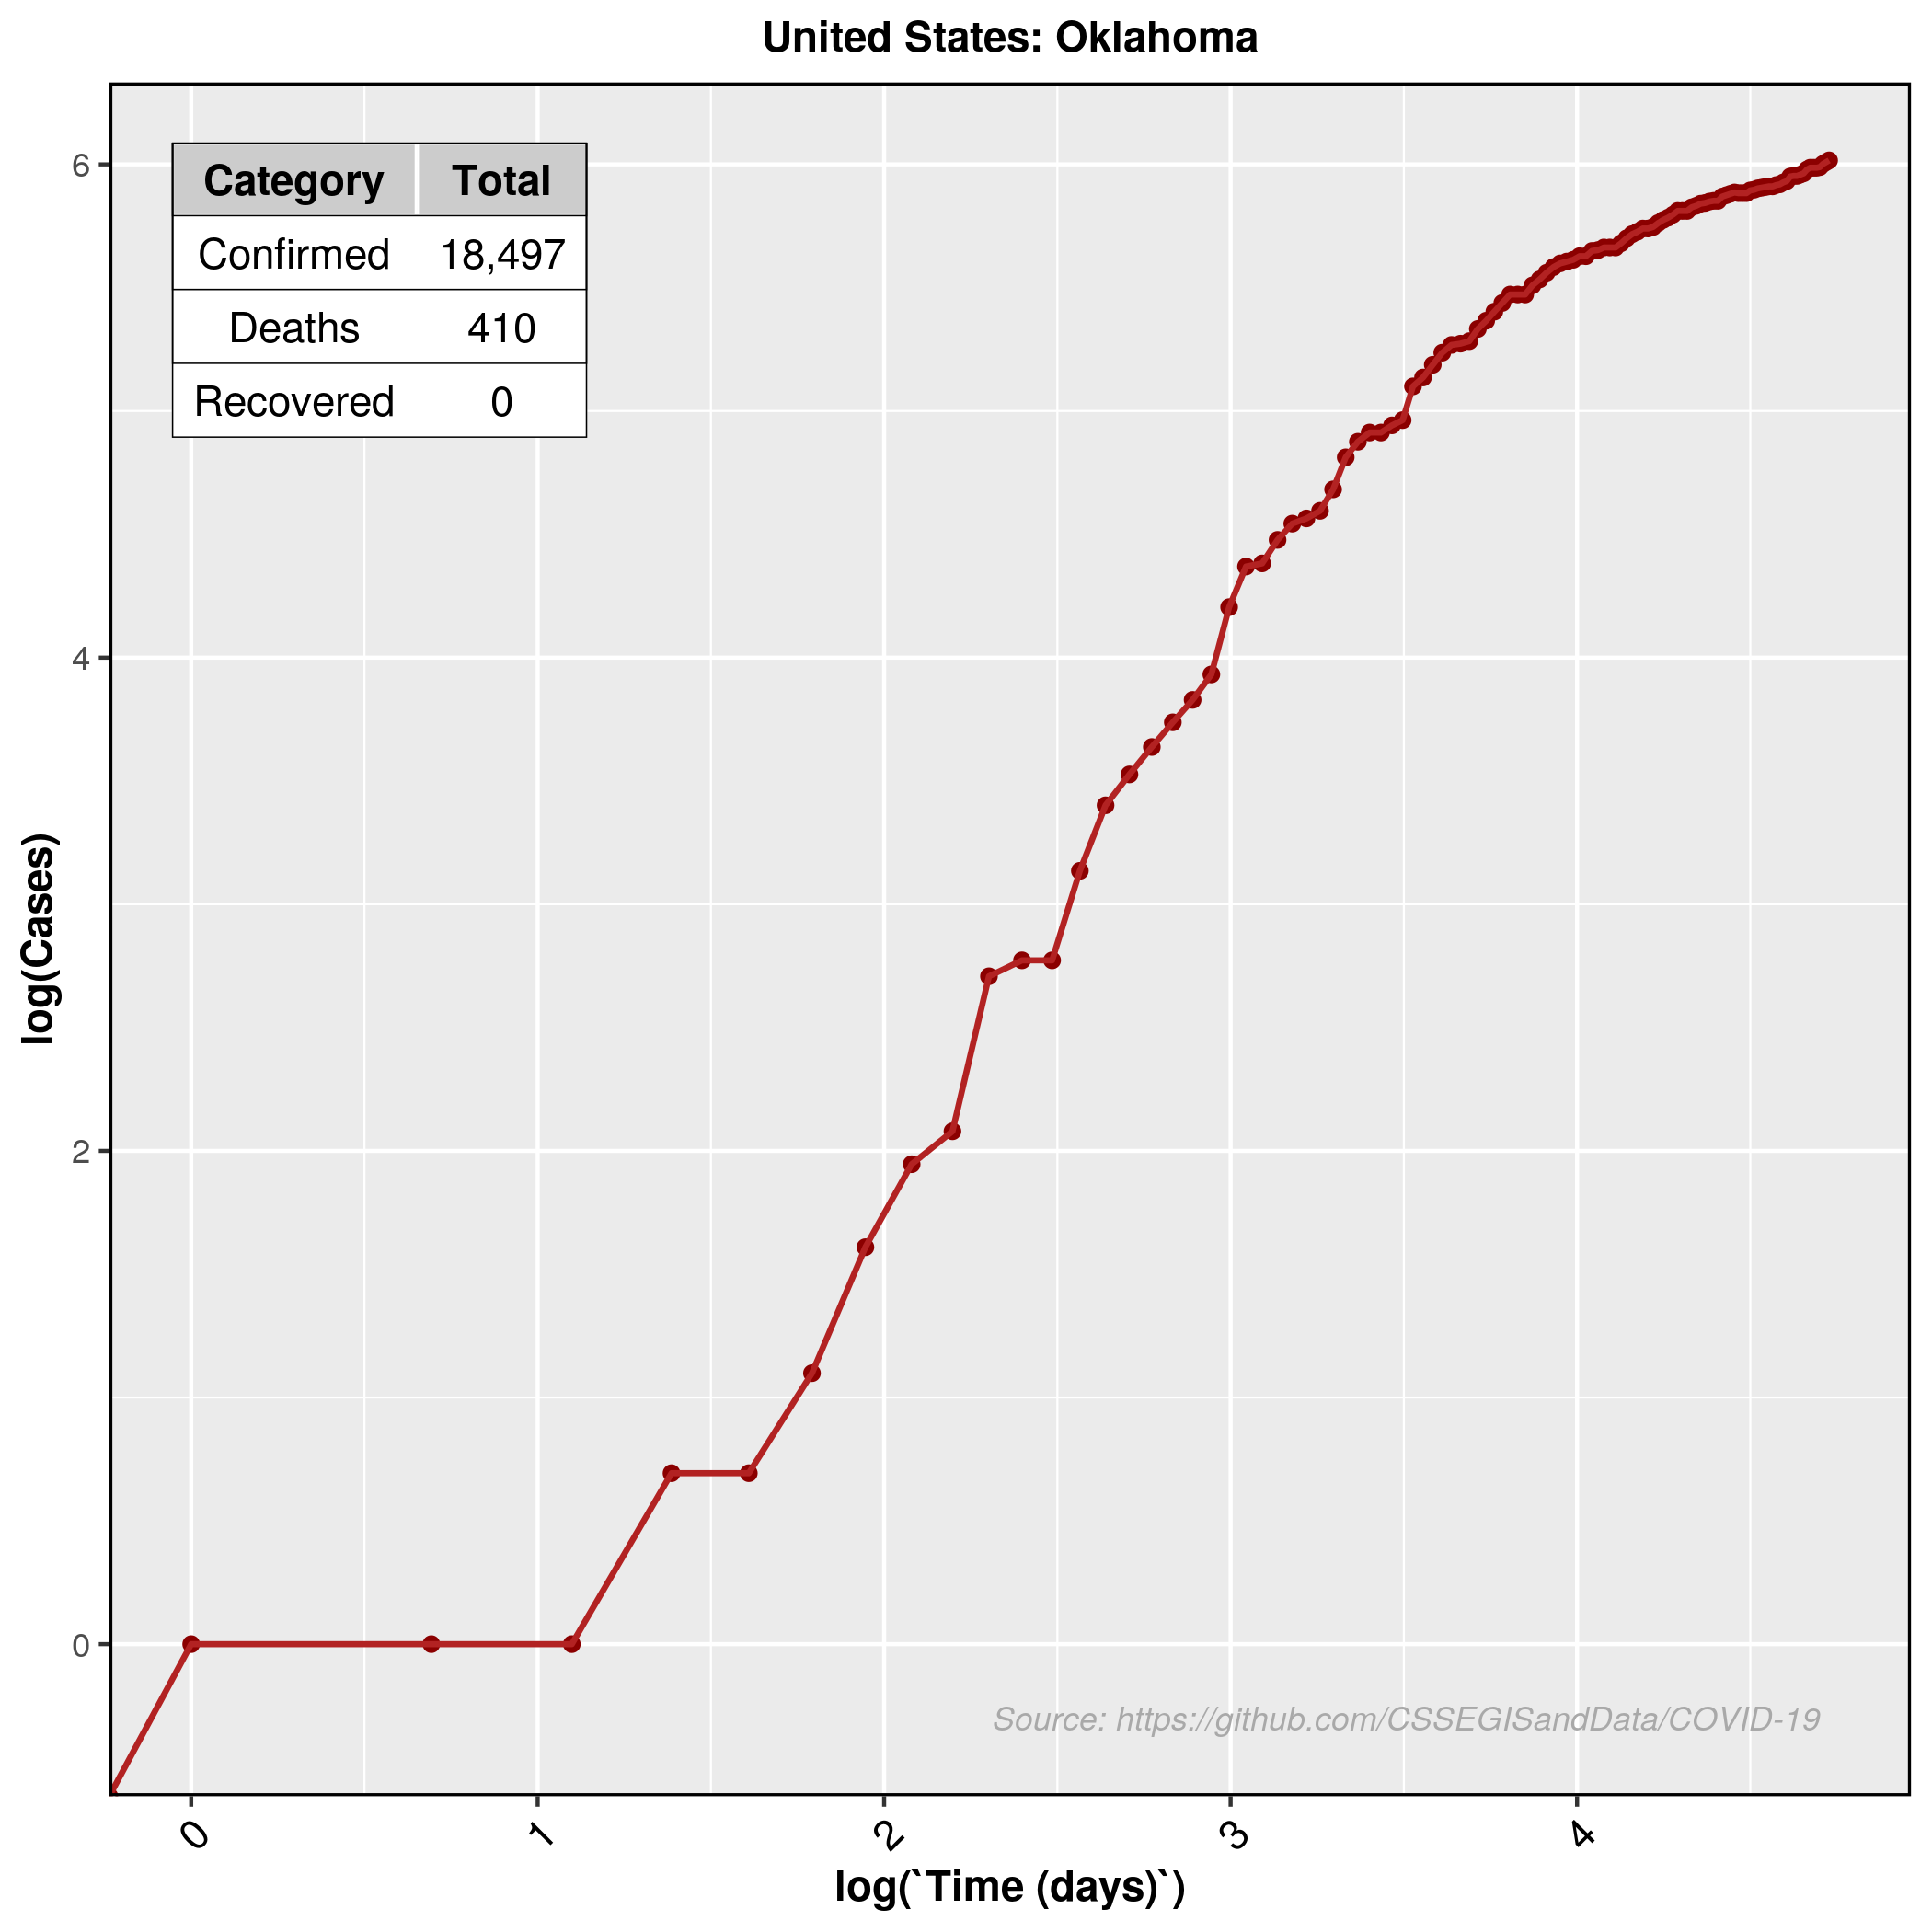 United States: Oklahoma
Category Total
Confirmed 18,497
Deaths 410
Recovered 0
6
4
2
0
log(Cases)
Source: https://github.com/CSSEGISandData/COVID-19
0 1 2 3 4
log(`Time (days)`)